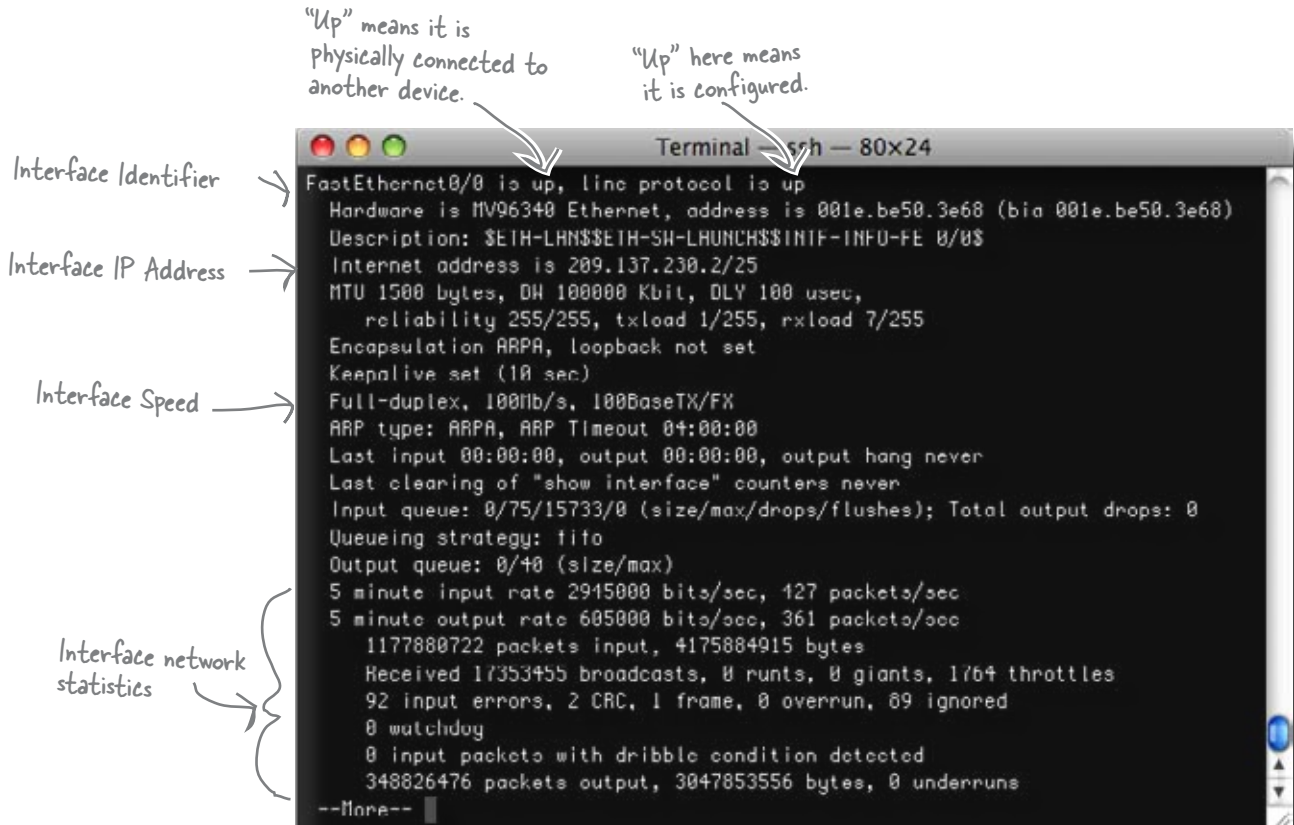 “Up” means it is
physically connected to
another device.
“Up” here means
it is configured.
Terminal — ssh — 80×24
Interface Identifier
FastEthernet0/0 is up, line protocol is up
Hardware is MV96340 Ethernet, address is 001e.be50.3e68 (bia 001e.be50.3e68)
Description: $ETH-LAN$$ETH-SW-LAUNCH$$INTF-INFO-FE 0/0$
Interface IP Address
Internet address is 209.137.230.2/25
MTU 1500 bytes, BW 100000 Kbit, DLY 100 usec,
reliability 255/255, txload 1/255, rxload 7/255
Encapsulation ARPA, loopback not set
Keepalive set (10 sec)
Interface Speed
Full-duplex, 100Mb/s, 100BaseTX/FX
ARP type: ARPA, ARP Timeout 04:00:00
Last input 00:00:00, output 00:00:00, output hang never
Last clearing of "show interface" counters never
Input queue: 0/75/15733/0 (size/max/drops/flushes); Total output drops: 0
Queueing strategy: fifo
Output queue: 0/40 (size/max)
5 minute input rate 2945000 bits/sec, 427 packets/sec
5 minute output rate 605000 bits/sec, 361 packets/sec
1177880722 packets input, 4175884915 bytes
Interface network
statistics
Received 17353455 broadcasts, 0 runts, 0 giants, 1764 throttles
92 input errors, 2 CRC, 1 frame, 0 overrun, 89 ignored
0 watchdog
0 input packets with dribble condition detected
348826476 packets output, 3047853556 bytes, 0 underruns
--More--